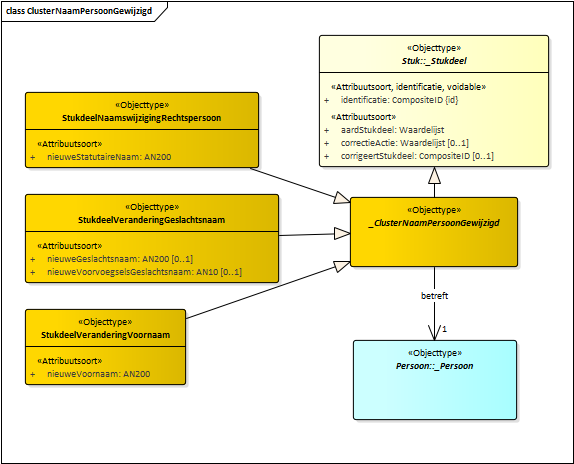 class ClusterNaamPersoonGewijzigd
«Objecttype»
Stuk::_Stukdeel
«Attribuutsoort, identificatie, voidable»
+ identificatie: CompositeID {id}
«Attribuutsoort»
+ aardStukdeel: Waardelijst
+ correctieActie: Waardelijst [0..1]
+ corrigeertStukdeel: CompositeID [0..1]
«Objecttype»
StukdeelNaamswijzigingRechtspersoon
«Attribuutsoort»
+ nieuweStatutaireNaam: AN200
«Objecttype»
StukdeelVeranderingGeslachtsnaam
«Attribuutsoort»
+ nieuweGeslachtsnaam: AN200 [0..1]
+ nieuweVoorvoegselsGeslachtsnaam: AN10 [0..1]
«Objecttype»
_ClusterNaamPersoonGewijzigd
«Objecttype»
StukdeelVeranderingVoornaam
«Attribuutsoort»
+ nieuweVoornaam: AN200
betreft
1
«Objecttype»
Persoon::_Persoon